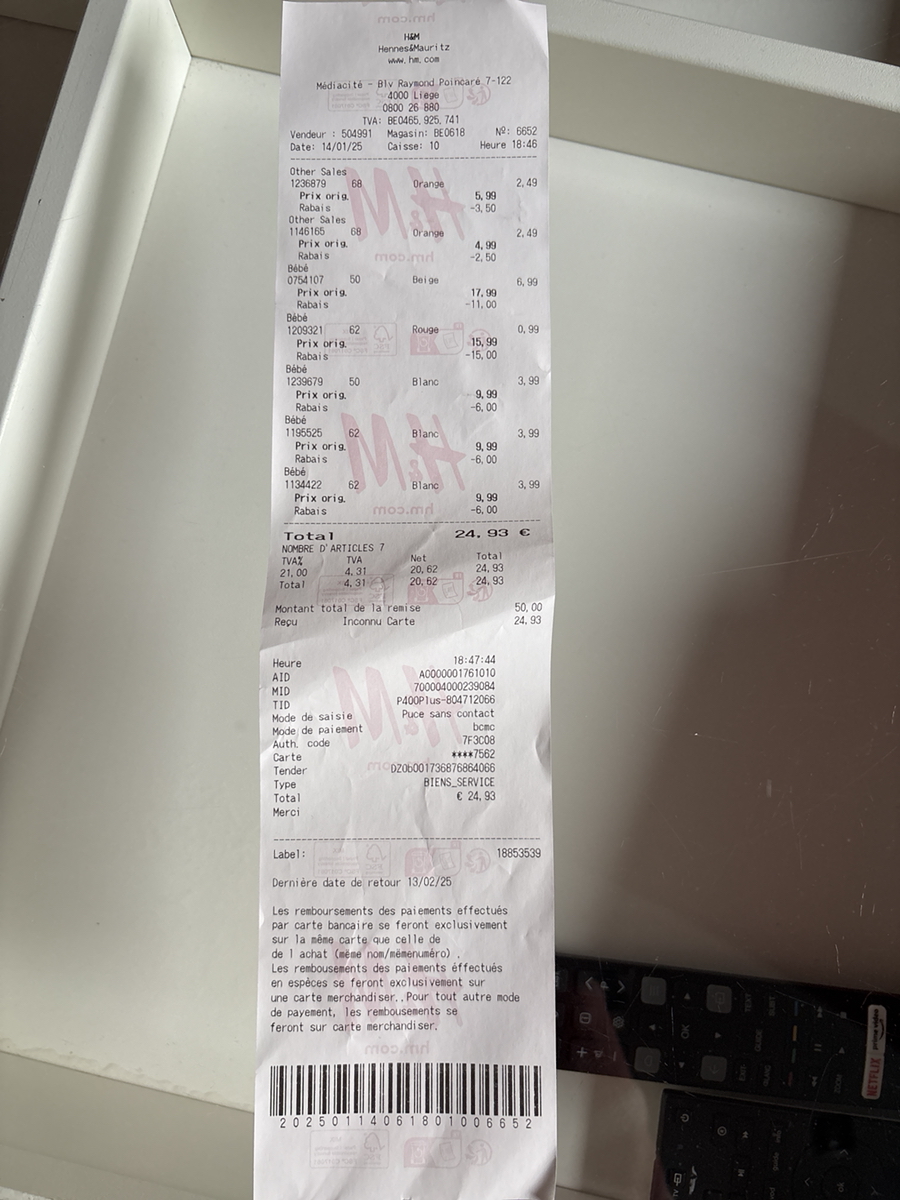 H&M
Hennes&Mauritz
www.hm.com
Médiacité - Blv Raymond Poincaré 7-122
4000 Liege
0800 26 880
TVA: BE0465.925.741
Vendeur : 504991 Magasin: BE0618 Nº: 6652
Date: 14/01/25 Caisse: 10 Heure 18:46
Other Sales
1236879 68 Orange 2,49
Prix orig. 5,99
Rabais -3,50
Other Sales
1146165 68 Orange 2,49
Prix orig. 4,99
Rabais -2,50
Bébé
0754107 50 Beige 6,99
Prix orig. 17,99
Rabais -11,00
Bébé
1209321 62 Rouge 0,99
Prix orig. 15,99
Rabais -15,00
Bébé
1239679 50 Blanc 3,99
Prix orig. 9,99
Rabais -6,00
Bébé
1195525 62 Blanc 3,99
Prix orig. 9,99
Rabais -6,00
Bébé
1134422 62 Blanc 3,99
Prix orig. 9,99
Rabais -6,00
Total 24,93 €
NOMBRE D'ARTICLES 7
TVA% TVA Net Total
21,00 4,31 20,62 24,93
Total 4,31 20,62 24,93
Montant total de la remise 50,00
Reçu Inconnu Carte 24,93
Heure 18:47:44
AID A0000001761010
MID 700004000239084
TID P400Plus-804712066
Mode de saisie Puce sans contact
Mode de paiement bcmc
Auth. code 7F3C08
Carte ****7562
Tender DZ0b001736876864066
Type BIENS_SERVICE
Total € 24,93
Merci
Label: 18853539
Dernière date de retour 13/02/25
Les remboursements des paiements effectués
par carte bancaire se feront exclusivement
sur la même carte que celle de
de l achat (même nom/mêmenuméro) .
Les rembousements des paiements éffectués
en espèces se feront exclusivement sur
une carte merchandiser..Pour tout autre mode
de payement, les rembousements se
feront sur carte merchandiser.
20250114061801006652
NETFLIX
prime video
OK
GUIDE
EXIT
TEXT